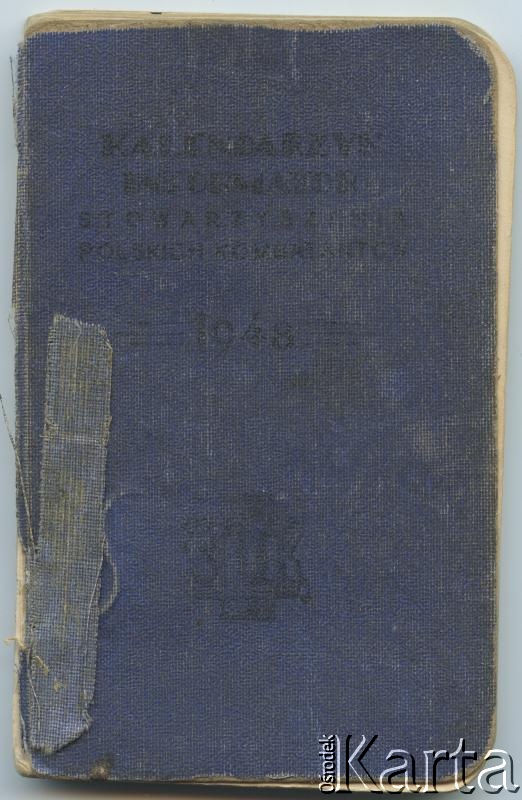 KALENDARZYK
INFORMATOR
STOWARZYSZENIA
POLSKICH KOMBATANTÓW
1948
ośrodek
Karta